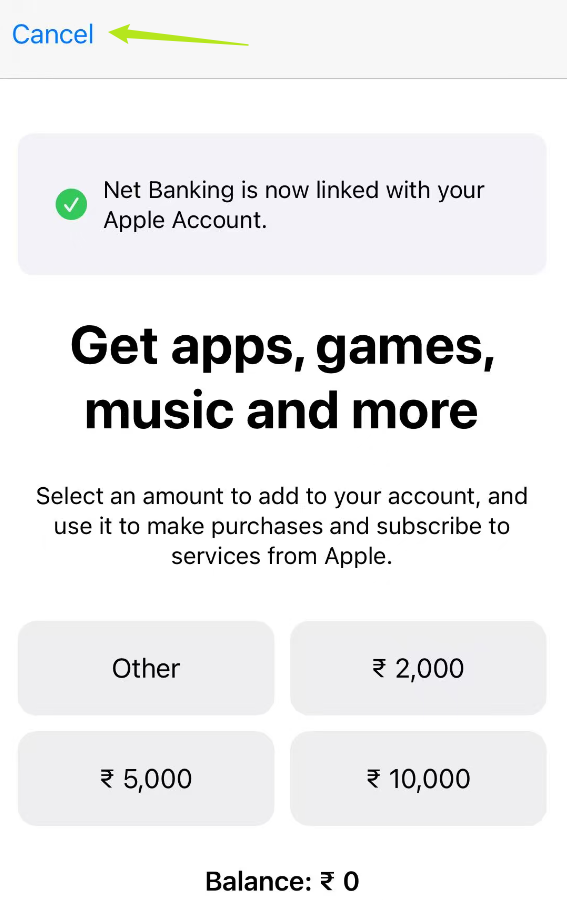 Cancel
Net Banking is now linked with your
Apple Account.
Get apps, games,
music and more
Select an amount to add to your account, and
use it to make purchases and subscribe to
services from Apple.
Other
₹ 2,000
₹ 5,000
₹ 10,000
Balance: ₹ 0